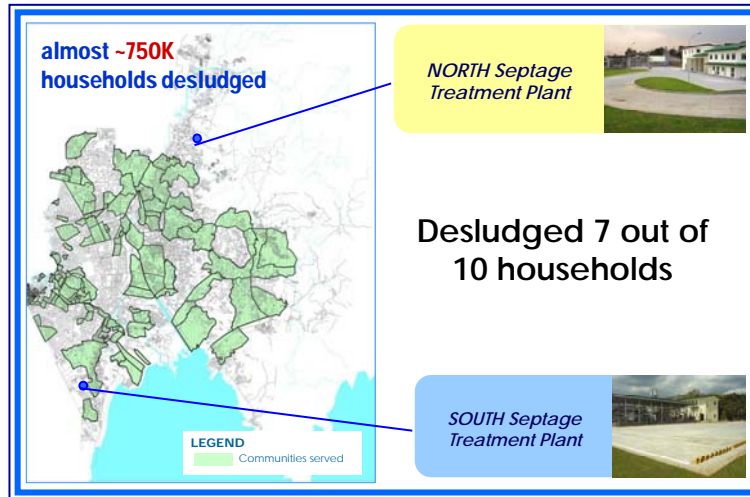 almost ~750K
households desludged
NORTH Septage
Treatment Plant
Desludged 7 out of
10 households
SOUTH Septage
Treatment Plant
LEGEND
Communities served